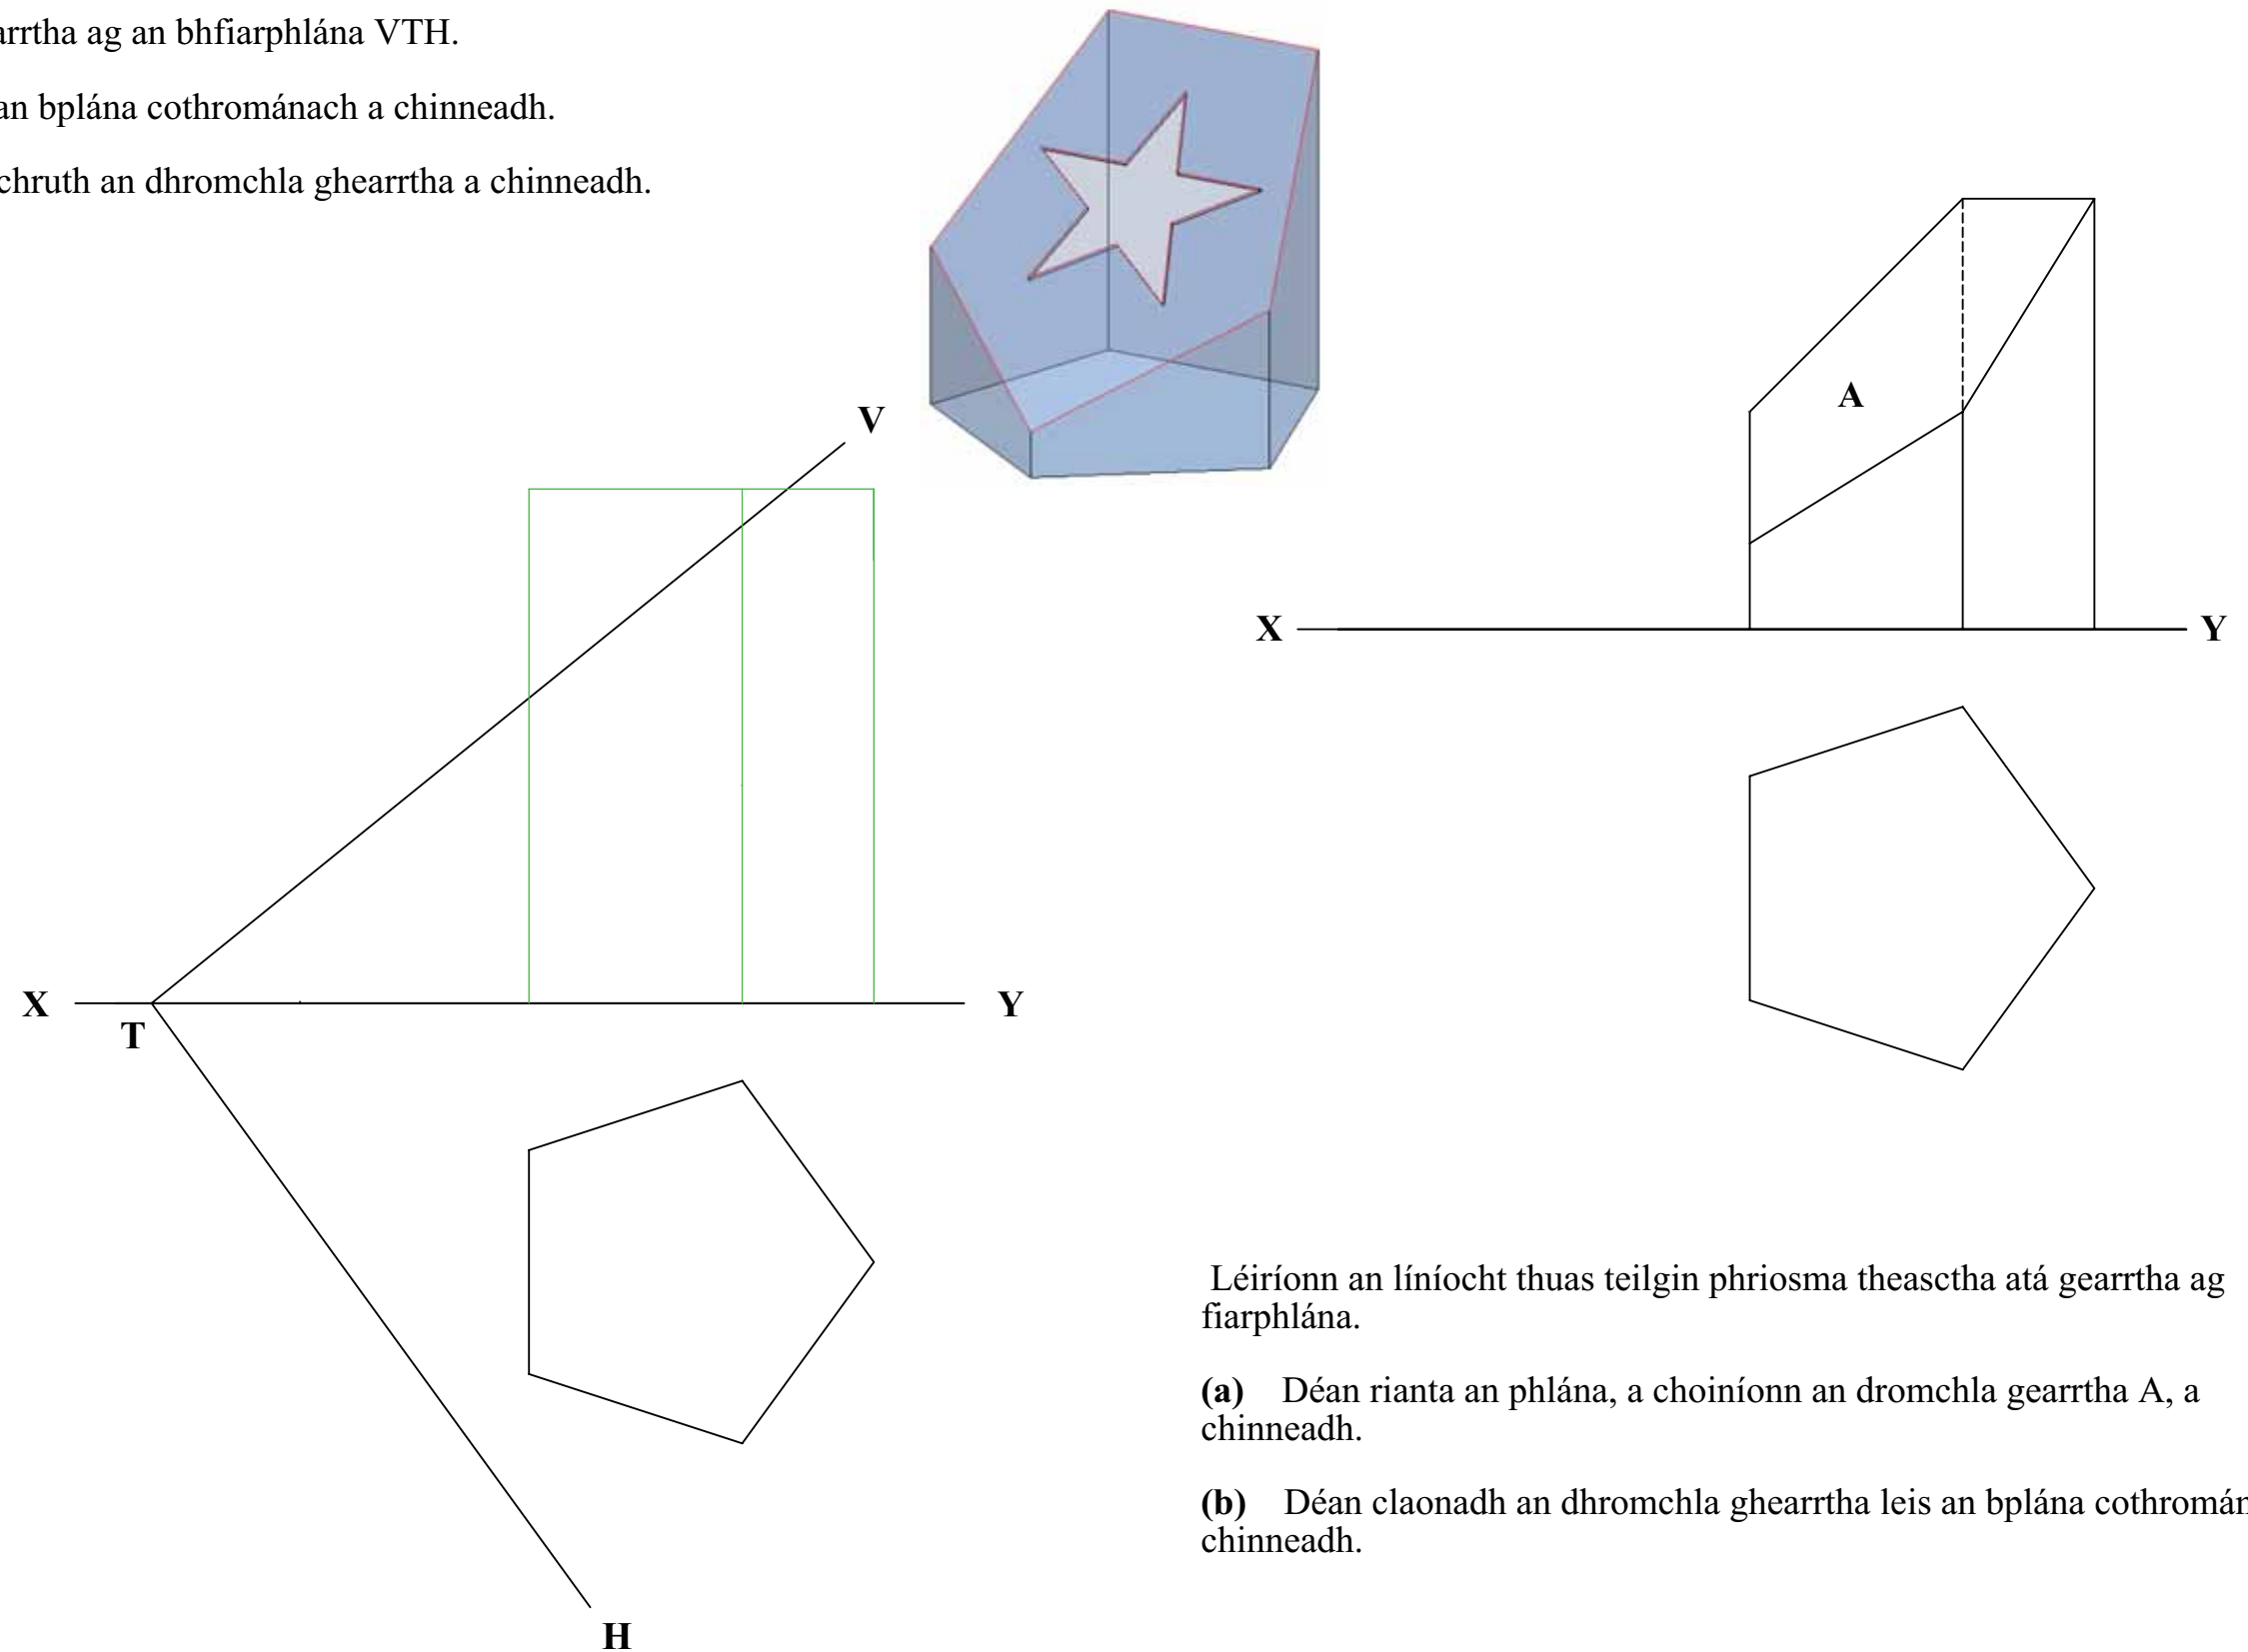 arrtha ag an bhfiarphlána VTH.
an bplána cothrománach a chinneadh.
chruth an dhromchla ghearrtha a chinneadh.
V
X
T
Y
H
A
X
Y
Léiríonn an líníocht thuas teilgin phriosma theasctha atá gearrtha ag
fiarphlána.
(a) Déan rianta an phlána, a choiníonn an dromchla gearrtha A, a
chinneadh.
(b) Déan claonadh an dhromchla ghearrtha leis an bplána cothromán
chinneadh.